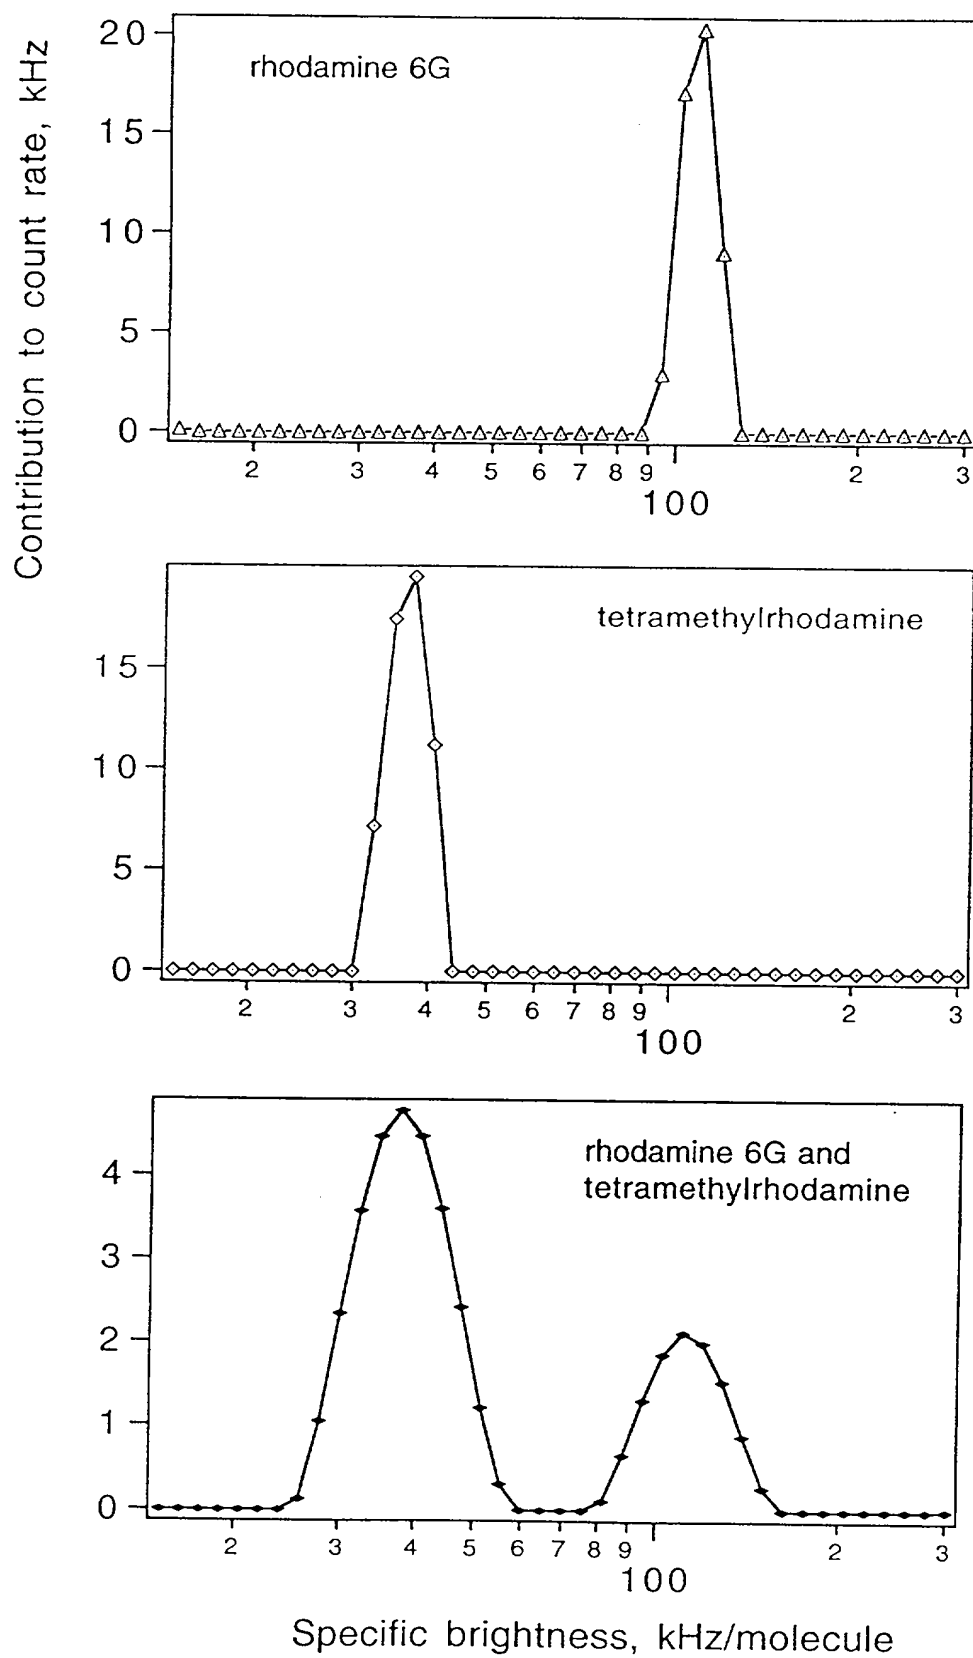 Contribution to count rate, kHz
rhodamine 6G
20
15
10
5
0
2 3 4 5 6 7 8 9 2 3
100
tetramethylrhodamine
15
10
5
0
2 3 4 5 6 7 8 9 2 3
100
rhodamine 6G and
tetramethylrhodamine
4
3
2
1
0
2 3 4 5 6 7 8 9 2 3
100
Specific brightness, kHz/molecule